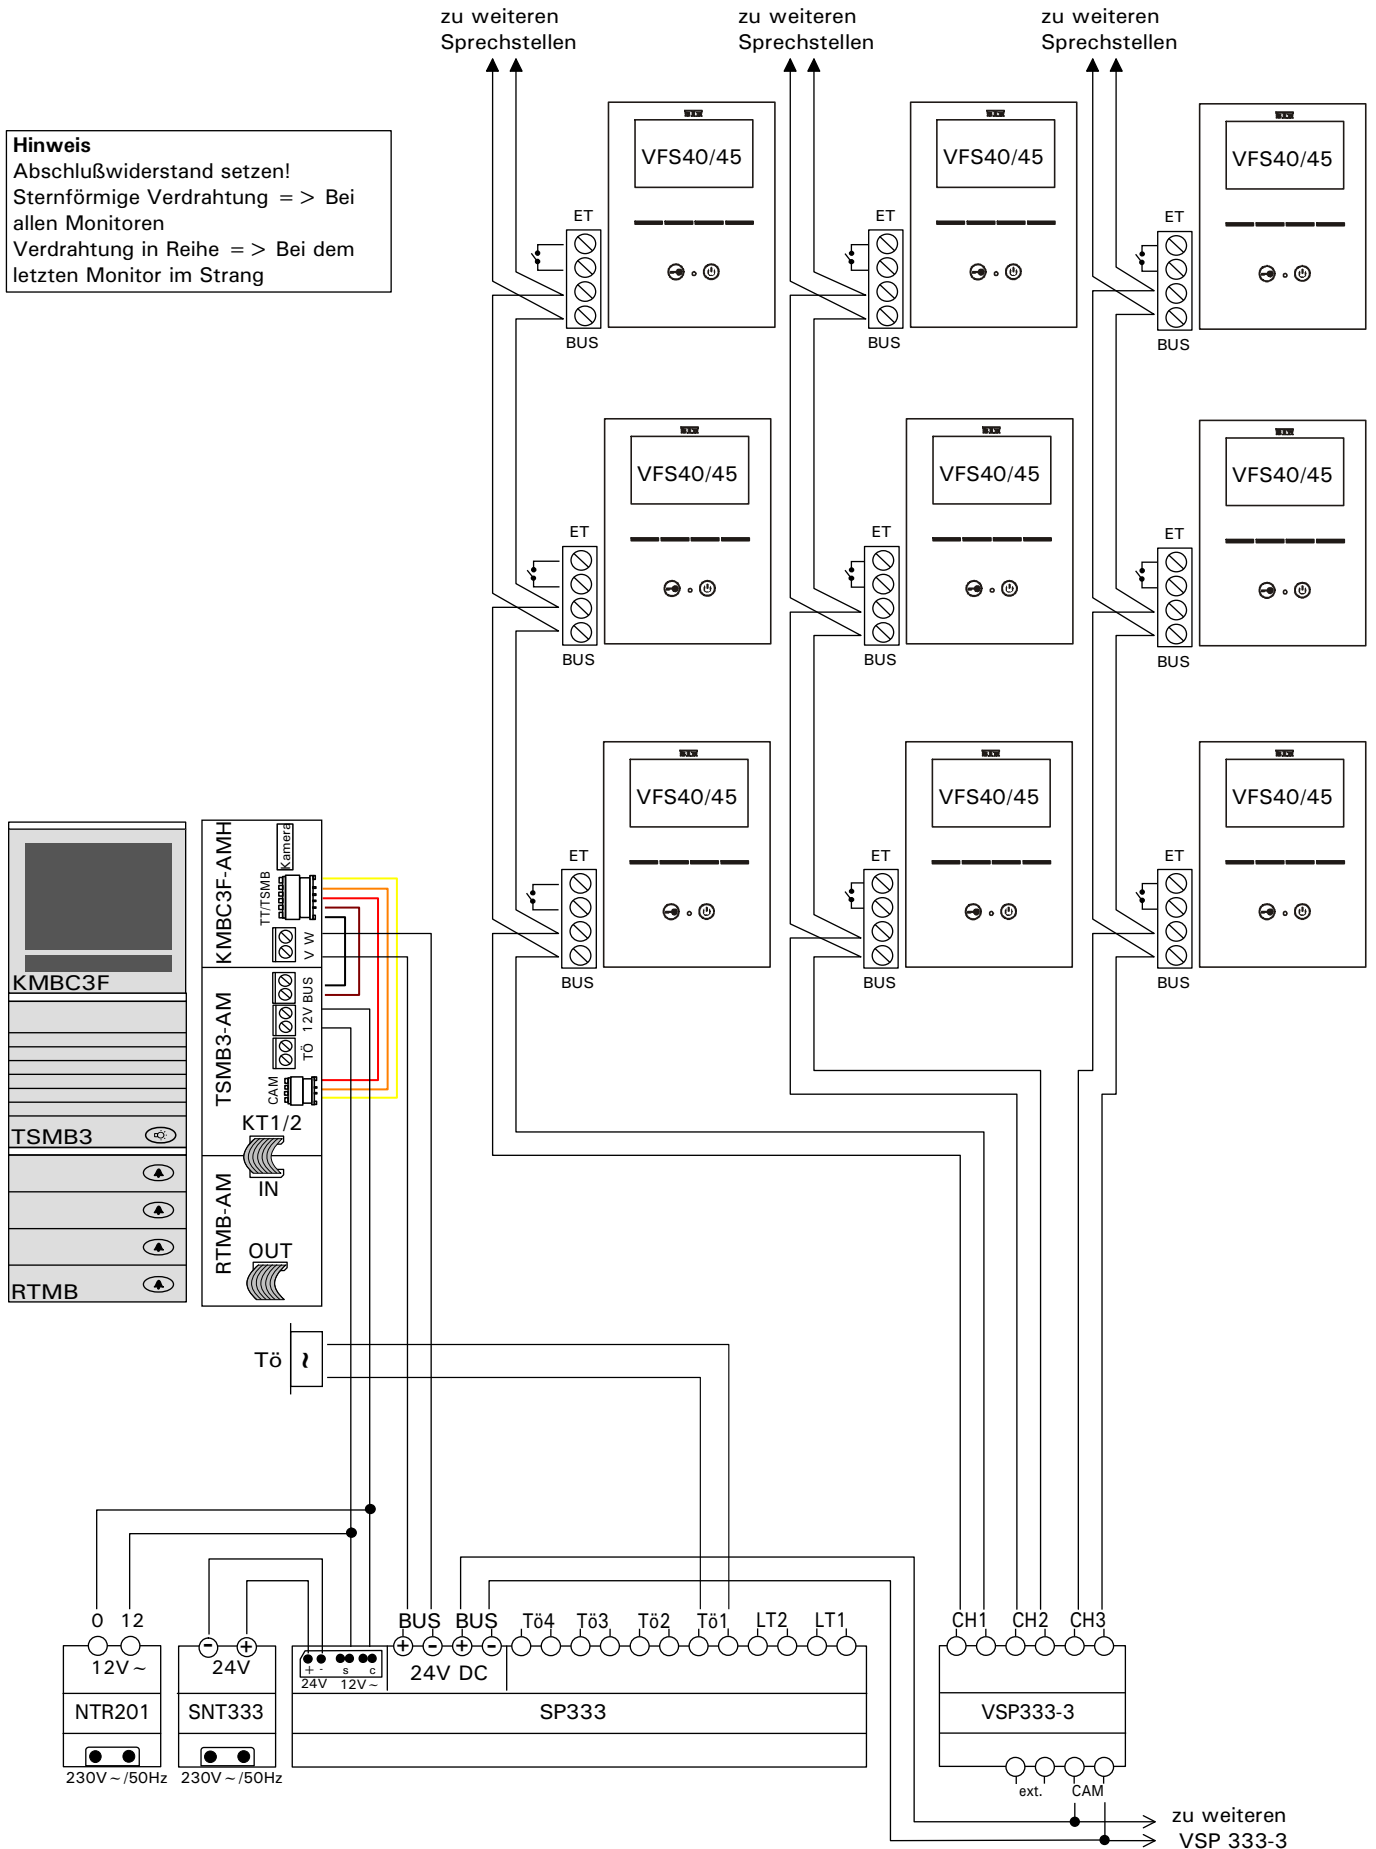 zu weiteren
Sprechstellen
zu weiteren
Sprechstellen
zu weiteren
Sprechstellen
Hinweis
Abschlußwiderstand setzen!
Sternförmige Verdrahtung => Bei
allen Monitoren
Verdrahtung in Reihe => Bei dem
letzten Monitor im Strang
VFS40/45
ET
BUS
VFS40/45
ET
BUS
VFS40/45
ET
BUS
VFS40/45
ET
BUS
VFS40/45
ET
BUS
VFS40/45
ET
BUS
VFS40/45
ET
BUS
VFS40/45
ET
BUS
VFS40/45
ET
BUS
KMBC3F
TSMB3
RTMB
KMBC3F-AMH
Kamera
TT/TSMB
V W
TSMB3-AM
BUS
12V
TÖ
CAM
KT1/2
RTMB-AM
IN
OUT
Tö
~
0 12
12V~
NTR201
230V~/50Hz
- +
24V
SNT333
230V~/50Hz
+ - s c
24V 12V~
BUS BUS
+ - + -
24V DC
Tö4 Tö3 Tö2 Tö1 LT2 LT1
SP333
CH1 CH2 CH3
VSP333-3
ext. CAM
zu weiteren
VSP 333-3